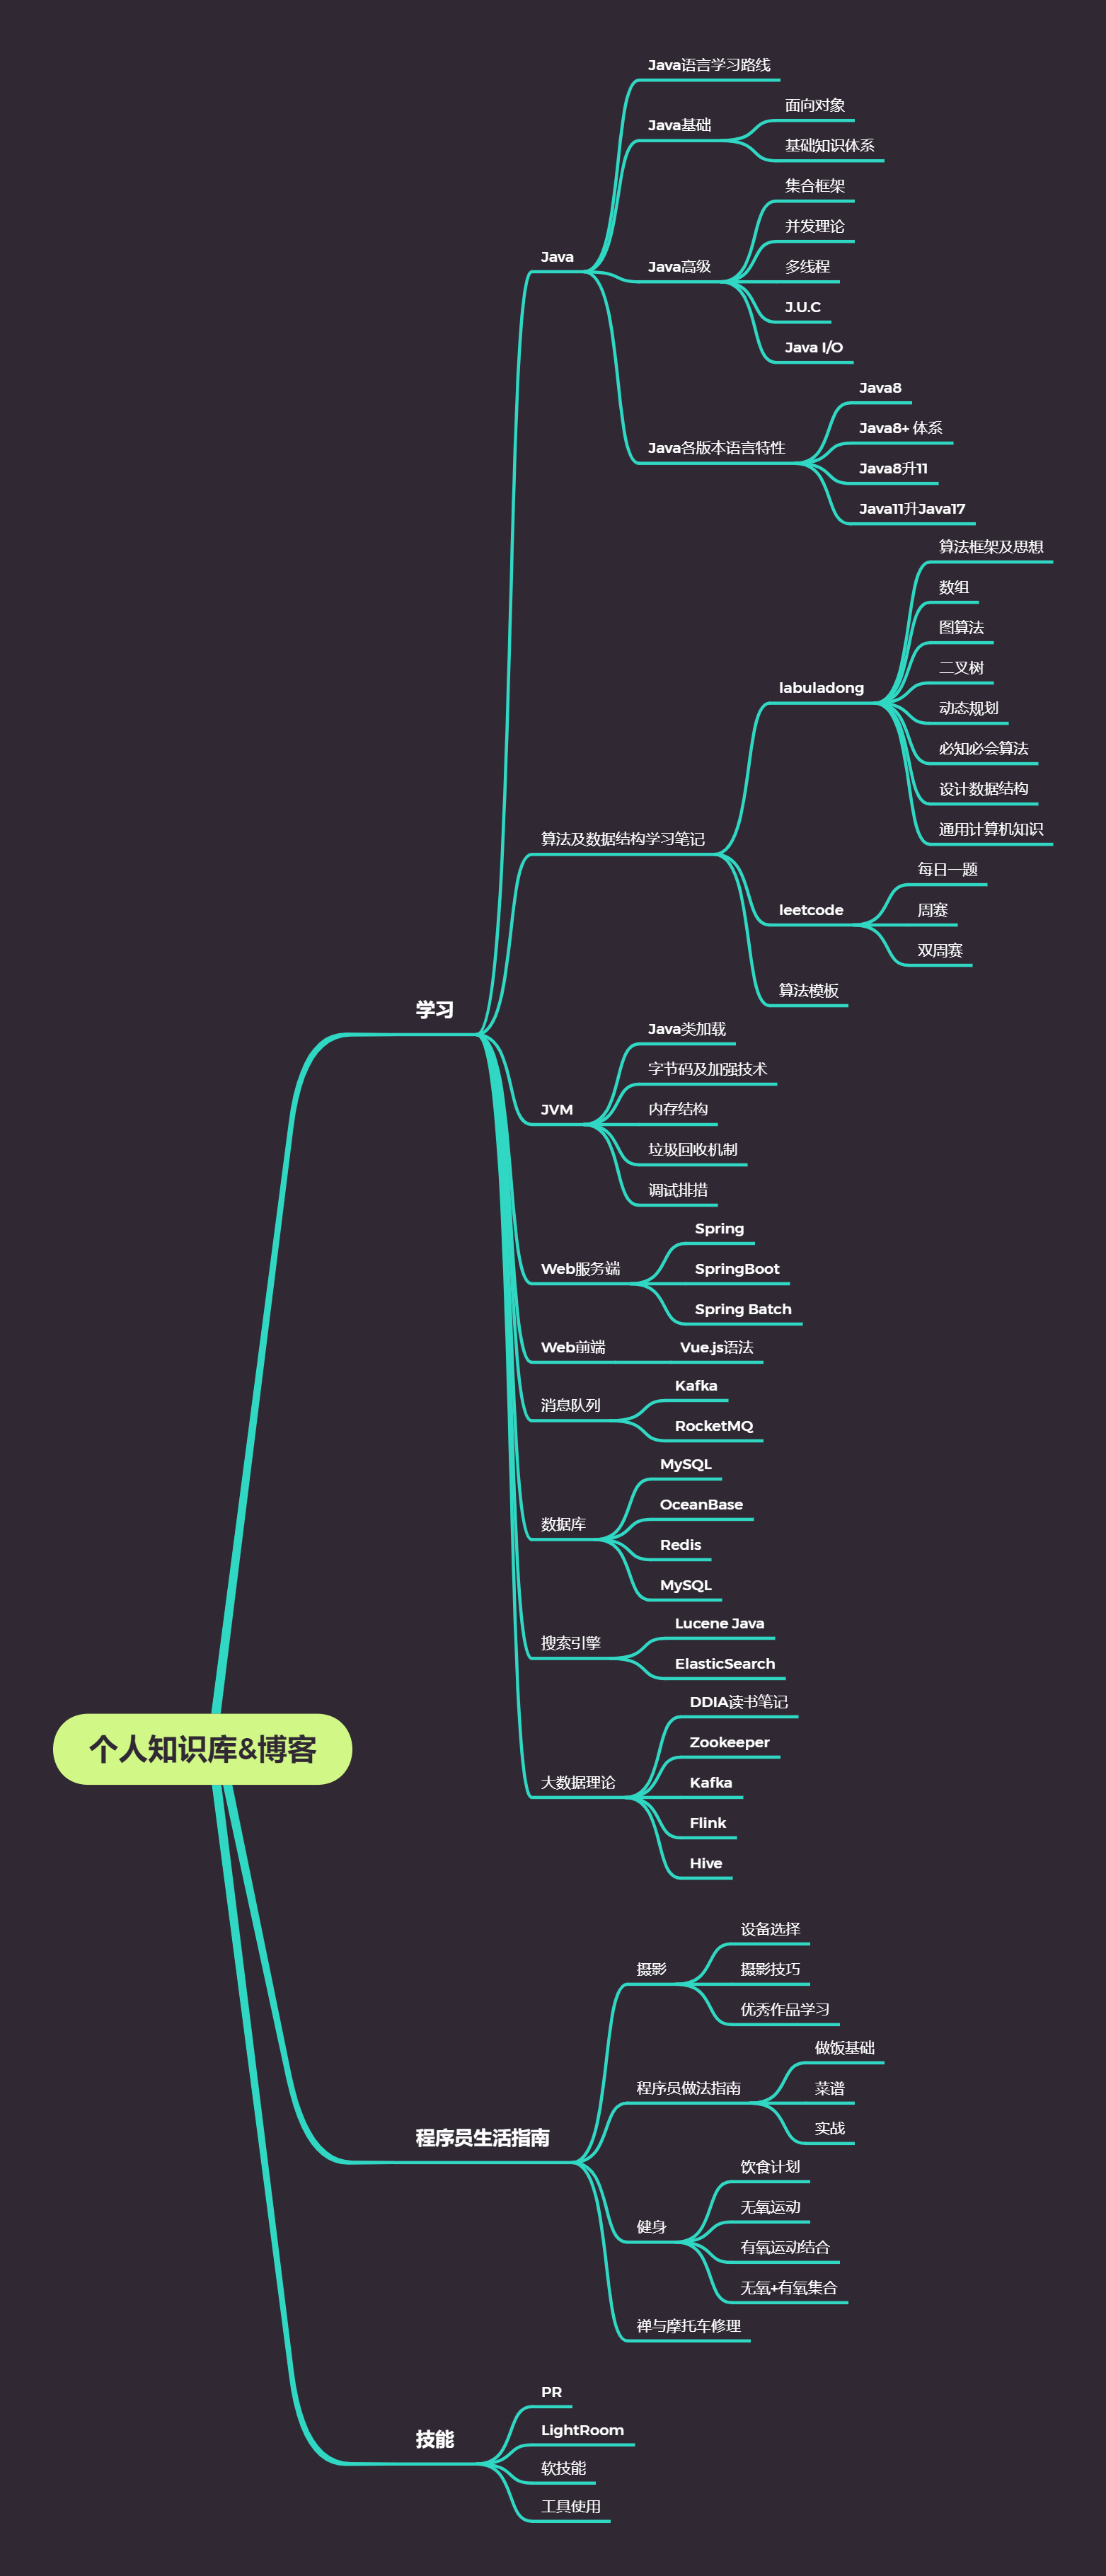 Java语言学习路线
面向对象
Java基础
基础知识体系
集合框架
并发理论
Java
Java高级
多线程
J.U.C
Java I/O
Java8
Java8+ 体系
Java各版本语言特性
Java8升11
Java11升Java17
算法框架及思想
数组
图算法
二叉树
labuladong
动态规划
必知必会算法
设计数据结构
通用计算机知识
算法及数据结构学习笔记
每日一题
leetcode
周赛
双周赛
算法模板
学习
Java类加载
字节码及加强技术
JVM
内存结构
垃圾回收机制
调试排措
Spring
Web服务端
SpringBoot
Spring Batch
Web前端
Vue.js语法
Kafka
消息队列
RocketMQ
MySQL
OceanBase
数据库
Redis
MySQL
Lucene Java
搜索引擎
ElasticSearch
DDIA读书笔记
Zookeeper
大数据理论
Kafka
Flink
Hive
个人知识库&博客
设备选择
摄影
摄影技巧
优秀作品学习
做饭基础
程序员做法指南
菜谱
实战
程序员生活指南
饮食计划
无氧运动
健身
有氧运动结合
无氧+有氧集合
禅与摩托车修理
PR
LightRoom
技能
软技能
工具使用